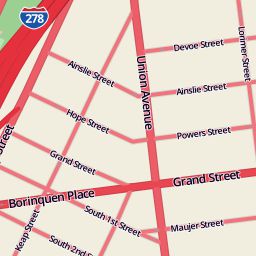 278
Devoe Street
Lorimer Street
Ainslie Street
Union Avenue
Ainslie Street
Hope Street
Powers Street
Street
Grand Street
Grand Street
Borinquen Place
Keap Street
South 1st Street
Maujer Street
South 2nd S